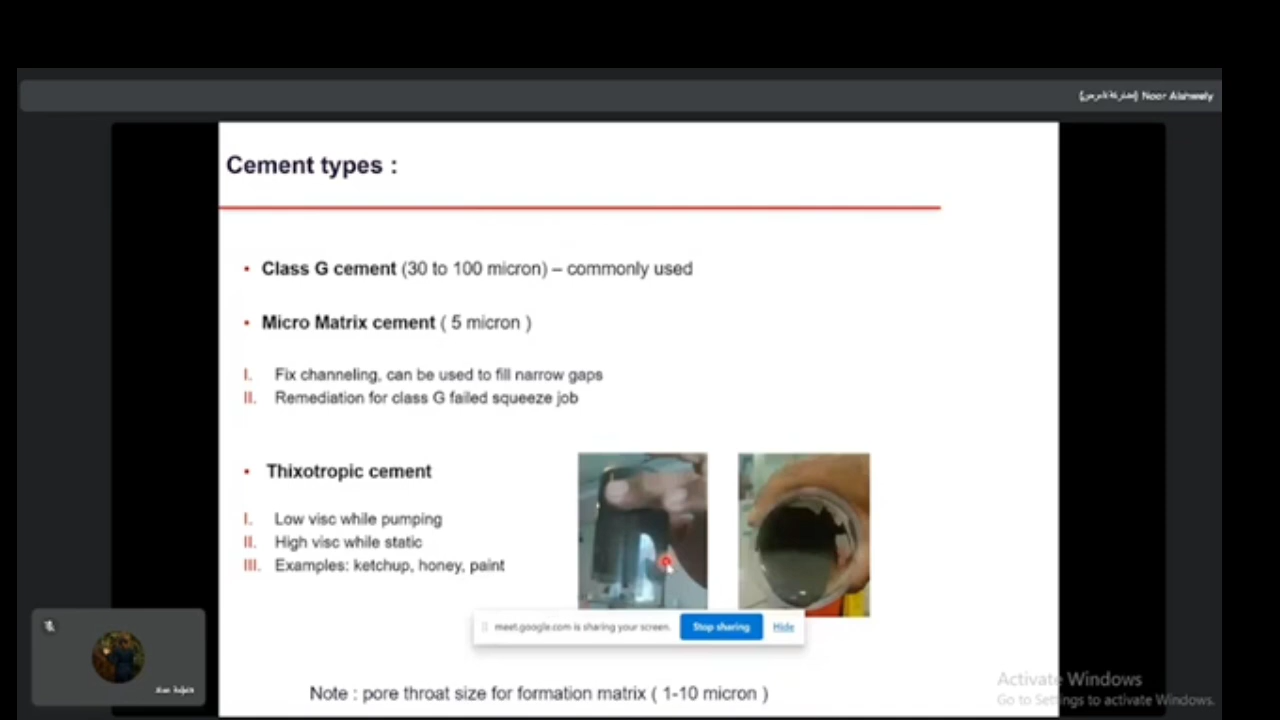 Noor Alshwely
Cement types :
• Class G cement (30 to 100 micron) – commonly used
• Micro Matrix cement ( 5 micron )
I. Fix channeling, can be used to fill narrow gaps
II. Remediation for class G failed squeeze job
• Thixotropic cement
I. Low visc while pumping
II. High visc while static
III. Examples: ketchup, honey, paint
meet.google.com is sharing your screen. Stop sharing Hide
Note : pore throat size for formation matrix ( 1-10 micron )
Activate Windows
Go to Settings to activate Windows.